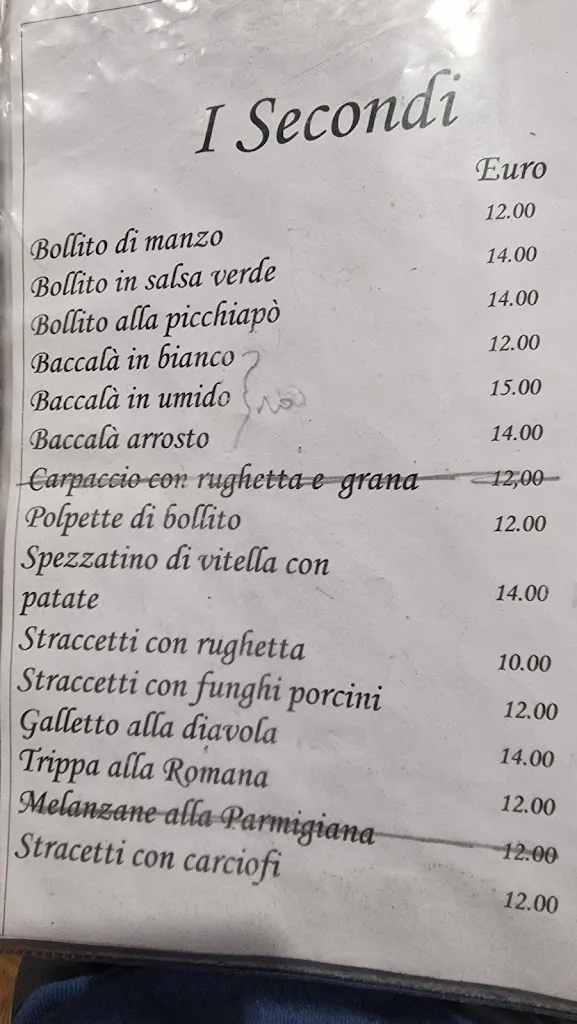 I Secondi
Euro
Bollito di manzo 12.00
Bollito in salsa verde 14.00
Bollito alla picchiapò 14.00
Baccalà in bianco 12.00
Baccalà in umido 15.00
Baccalà arrosto 14.00
Carpaccio con rughetta e grana 12,00
Polpette di bollito 12.00
Spezzatino di vitella con
patate 14.00
Straccetti con rughetta 10.00
Straccetti con funghi porcini 12.00
Galletto alla diavola 14.00
Trippa alla Romana 12.00
Melanzane alla Parmigiana 12.00
Stracetti con carciofi 12.00